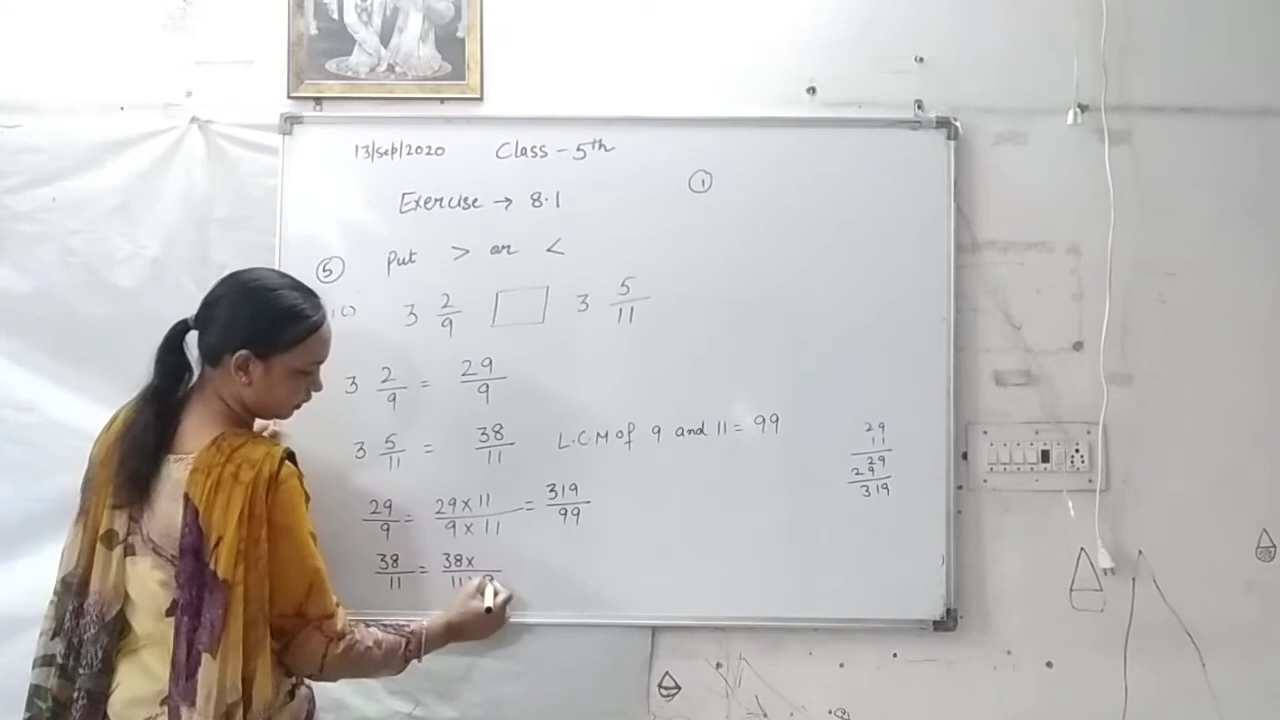 13/Sep/2020 Class - 5th
①
Exercise → 8.1
⑤ Put > or <
3 2/9 □ 3 5/11
3 2/9 = 29/9
3 5/11 = 38/11 L.C.M of 9 and 11 = 99
29
11
29
29
319
29/9 = 29 × 11/9 × 11 = 319/99
38/11 = 38 ×/11 ×